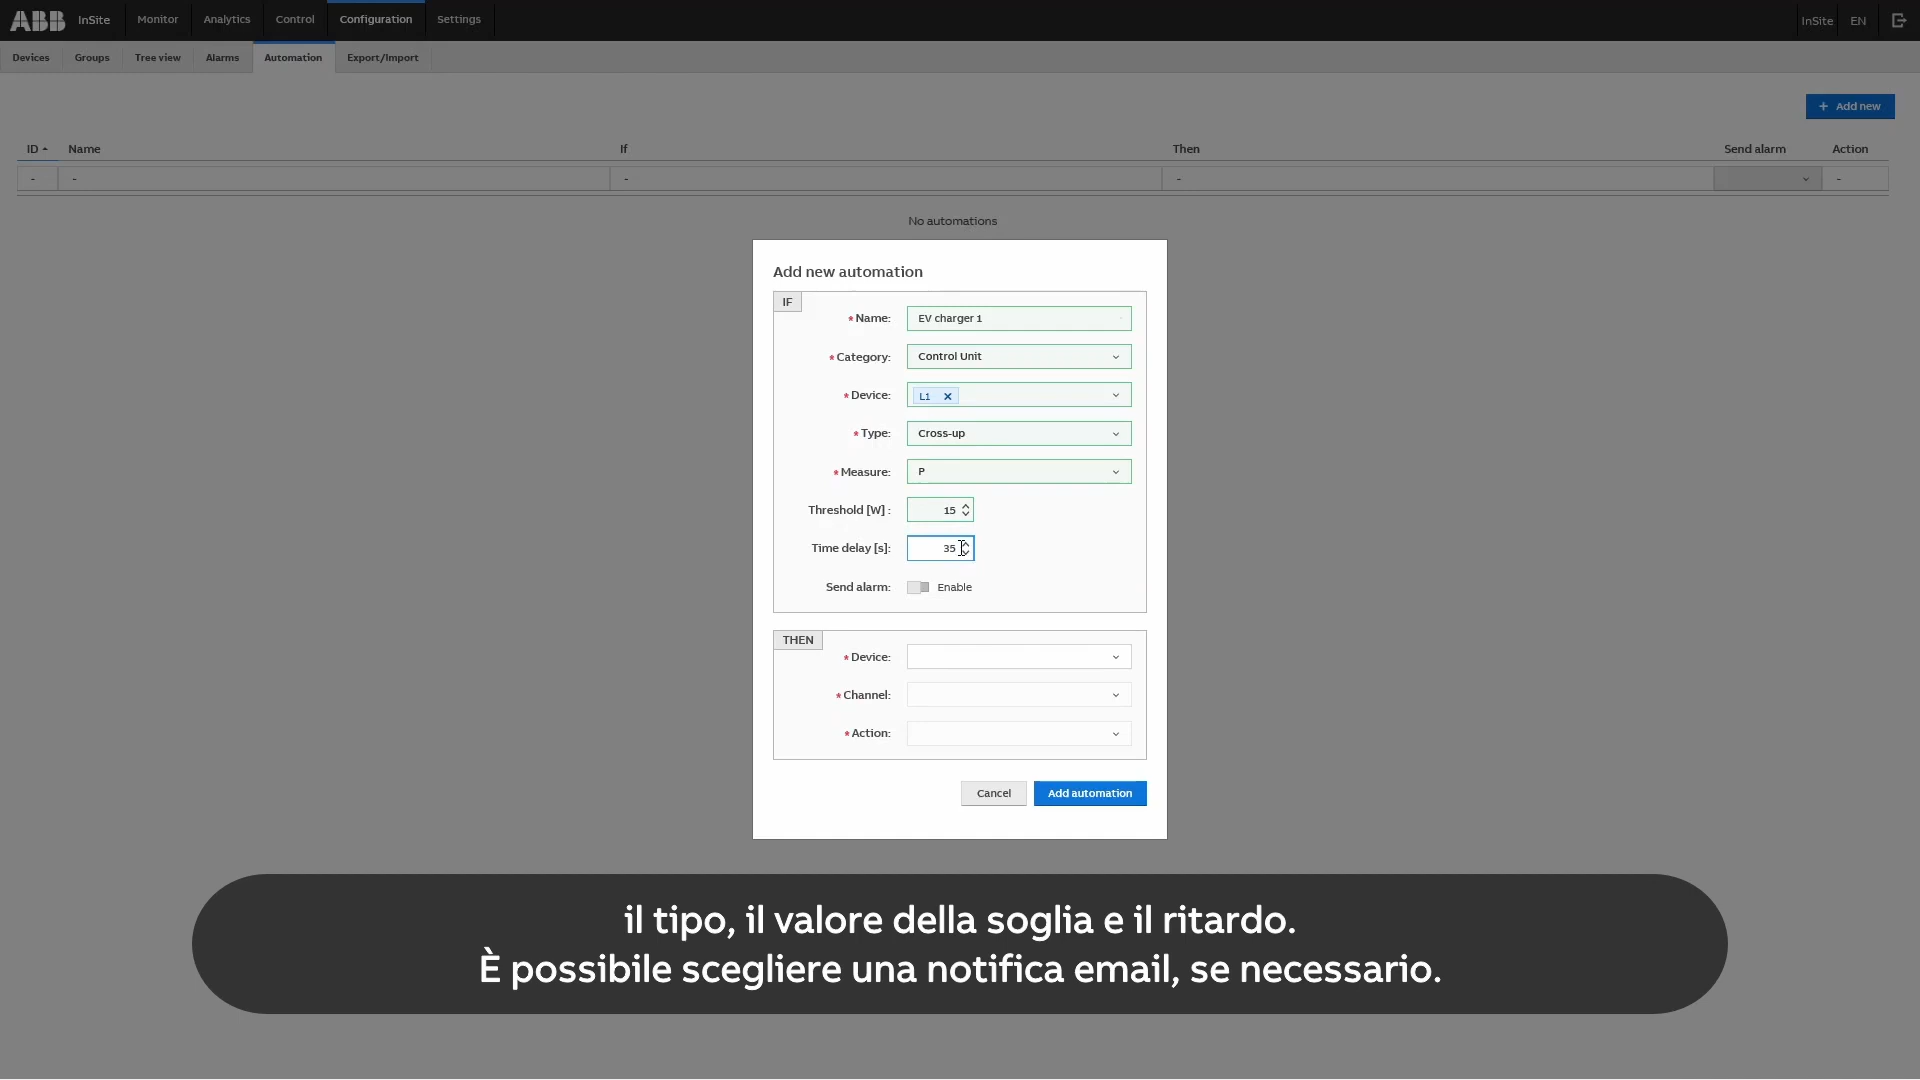 ABB InSite Monitor Analytics Control Configuration Settings InSite EN
Devices Groups Tree view Alarms Automation Export/Import
+ Add new
ID Name If Then Send alarm Action
- - - - -
No automations
Add new automation
IF
* Name: EV charger 1
* Category: Control Unit
* Device: L1 ×
* Type: Cross-up
* Measure: P
Threshold [W] : 15
Time delay [s]: 35
Send alarm: Enable
THEN
* Device:
* Channel:
* Action:
Cancel Add automation
il tipo, il valore della soglia e il ritardo.
È possibile scegliere una notifica email, se necessario.